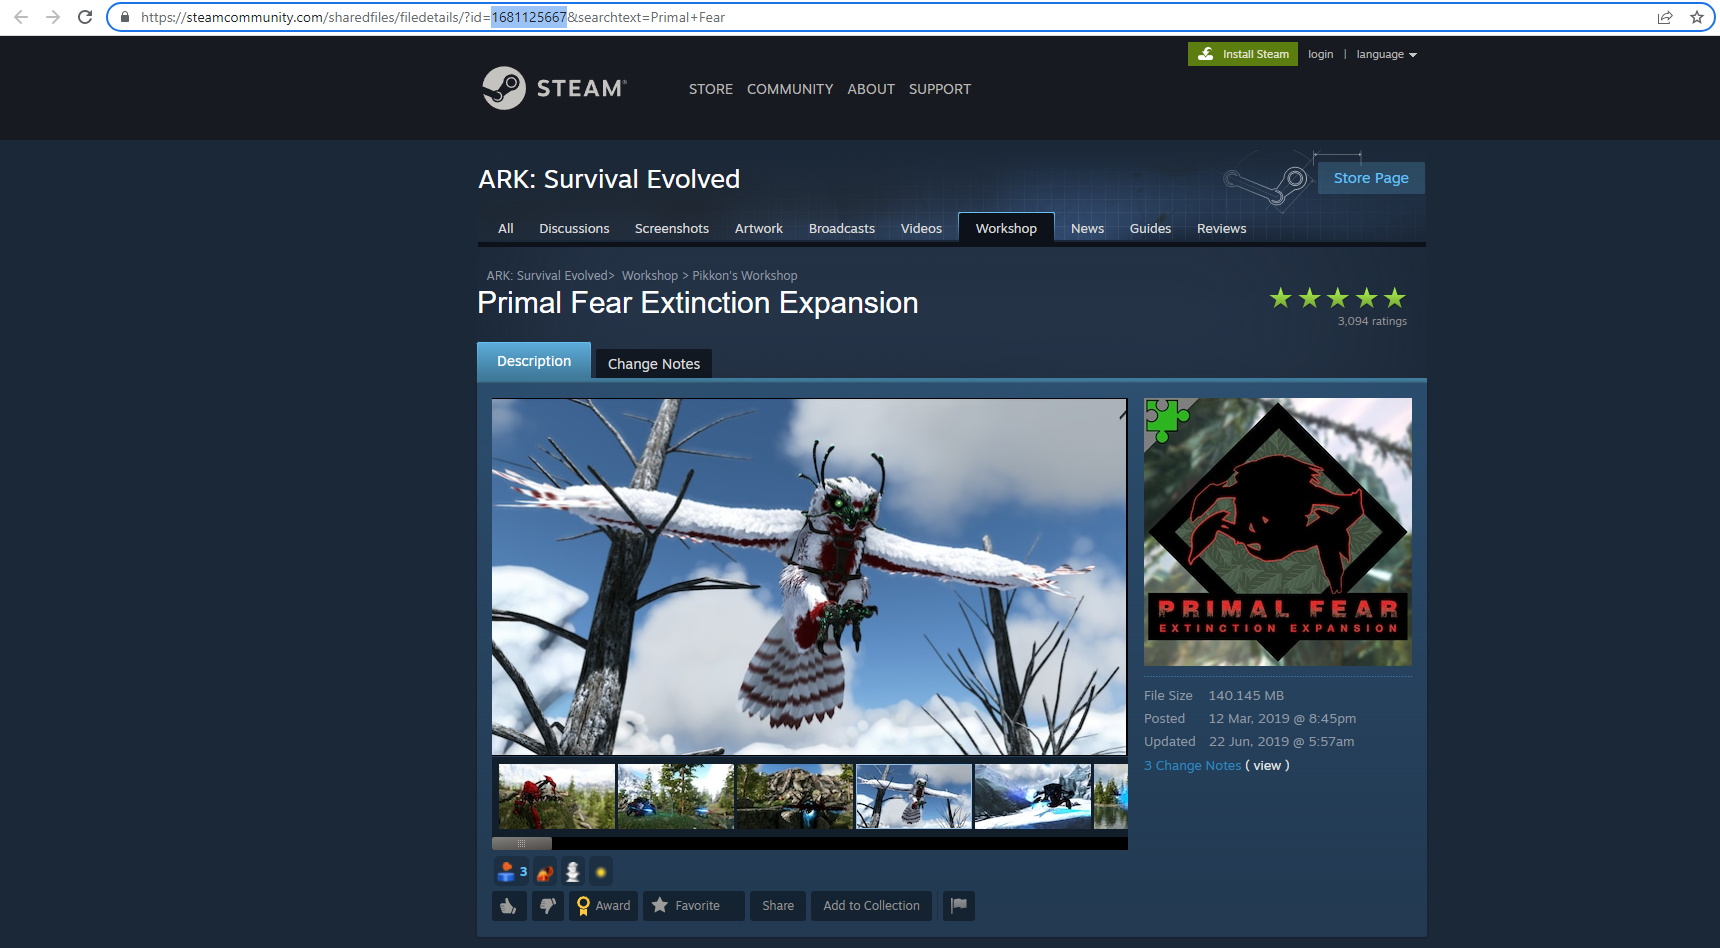 https://steamcommunity.com/sharedfiles/filedetails/?id=1681125667&searchtext=Primal+Fear
Install Steam login | language
STEAM®
STORE COMMUNITY ABOUT SUPPORT
ARK: Survival Evolved
Store Page
All Discussions Screenshots Artwork Broadcasts Videos Workshop News Guides Reviews
ARK: Survival Evolved> Workshop > Pikkon's Workshop
Primal Fear Extinction Expansion
3,094 ratings
Description Change Notes
PRIMAL FEAR
EXTINCTION EXPANSION
File Size 140.145 MB
Posted 12 Mar, 2019 @ 8:45pm
Updated 22 Jun, 2019 @ 5:57am
3 Change Notes ( view )
3
Award Favorite Share Add to Collection